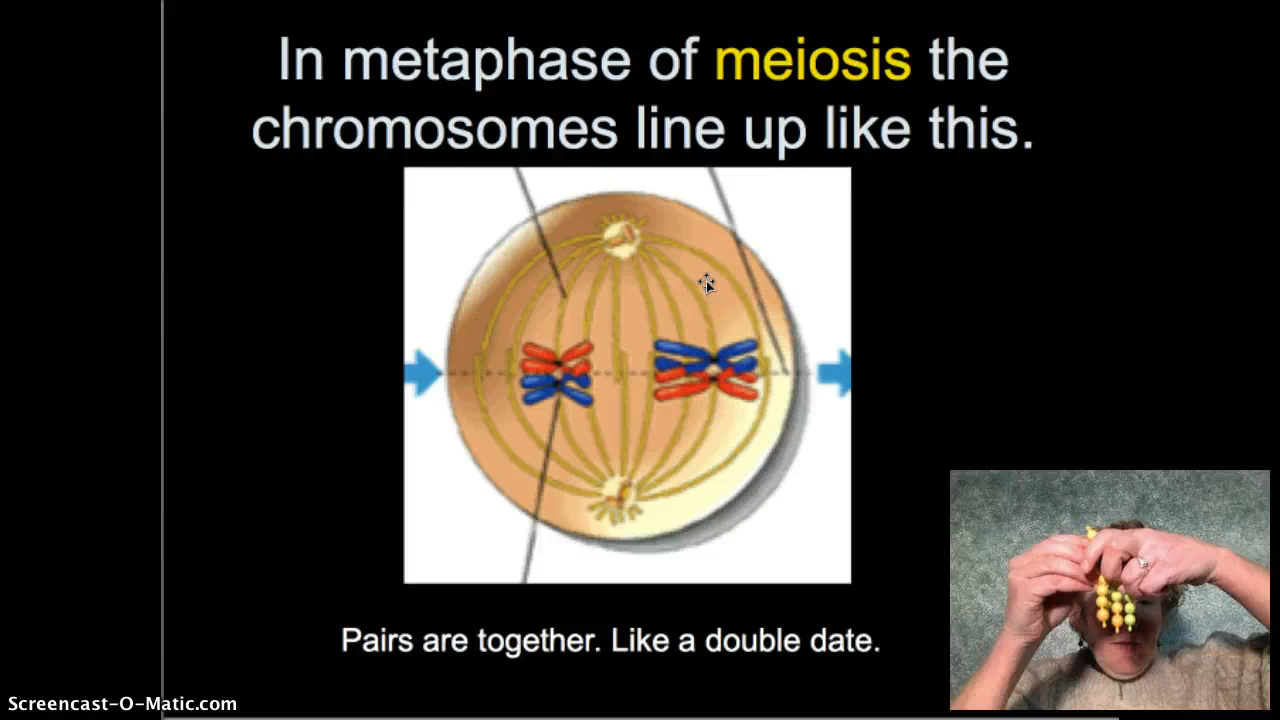 In metaphase of meiosis the
chromosomes line up like this.
Pairs are together. Like a double date.
Screencast-O-Matic.com